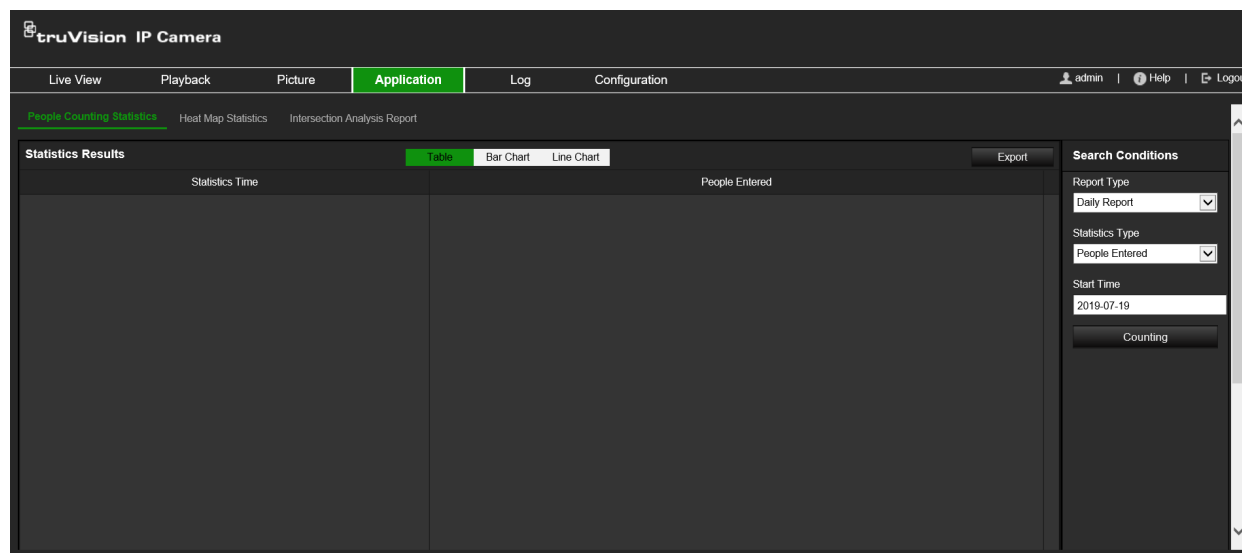 truVision IP Camera
Live View Playback Picture Application Log Configuration admin | Help | Logou
People Counting Statistics Heat Map Statistics Intersection Analysis Report
Statistics Results Table Bar Chart Line Chart Export Search Conditions
Statistics Time People Entered Report Type
Daily Report
Statistics Type
People Entered
Start Time
2019-07-19
Counting